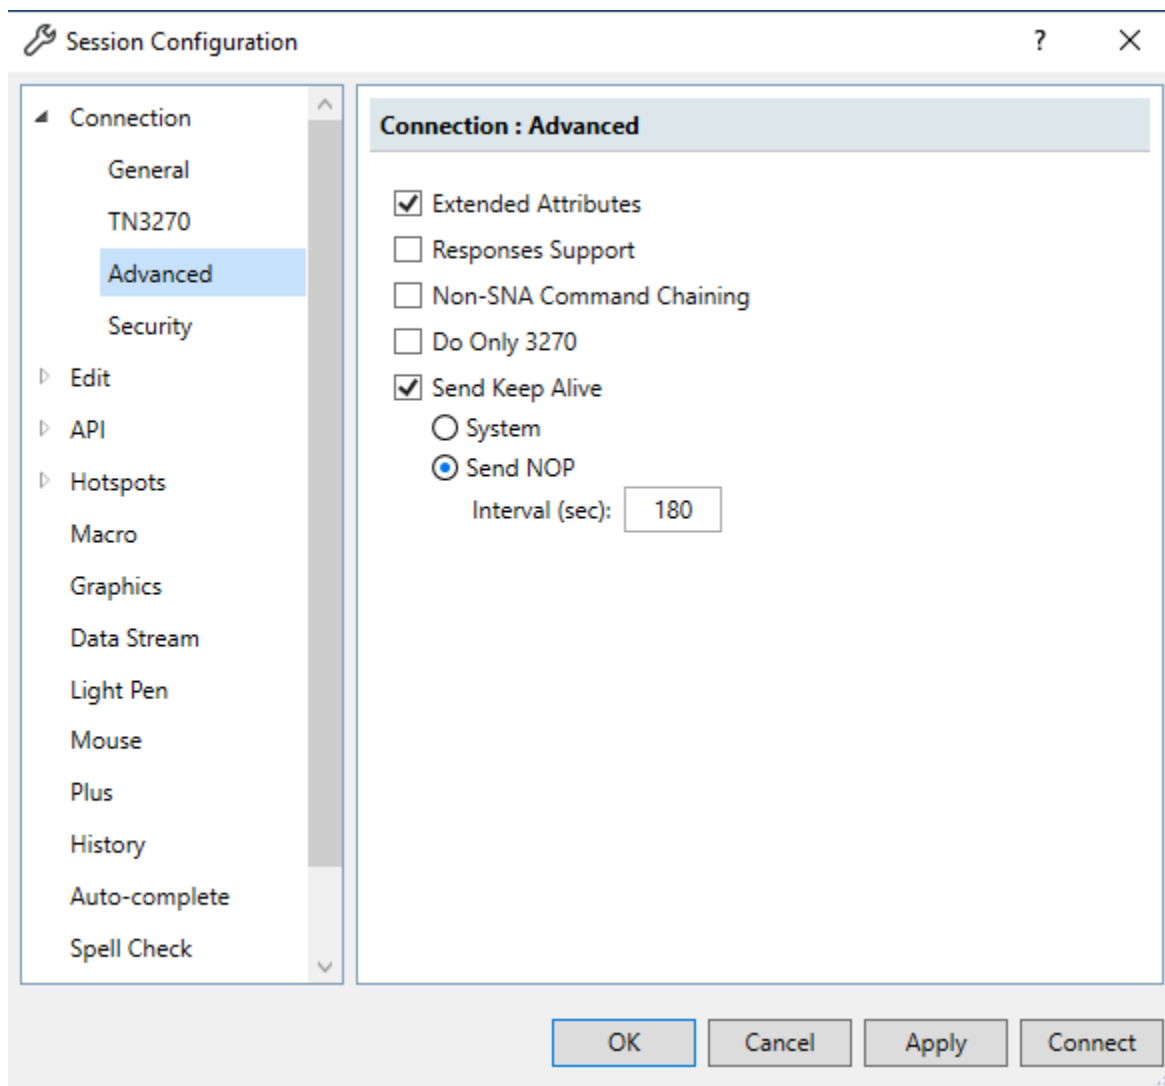 Session Configuration
?
Connection
General
TN3270
Advanced
Security
Edit
API
Hotspots
Macro
Graphics
Data Stream
Light Pen
Mouse
Plus
History
Auto-complete
Spell Check
Connection : Advanced
Extended Attributes
Responses Support
Non-SNA Command Chaining
Do Only 3270
Send Keep Alive
System
Send NOP
Interval (sec): 180
OK Cancel Apply Connect